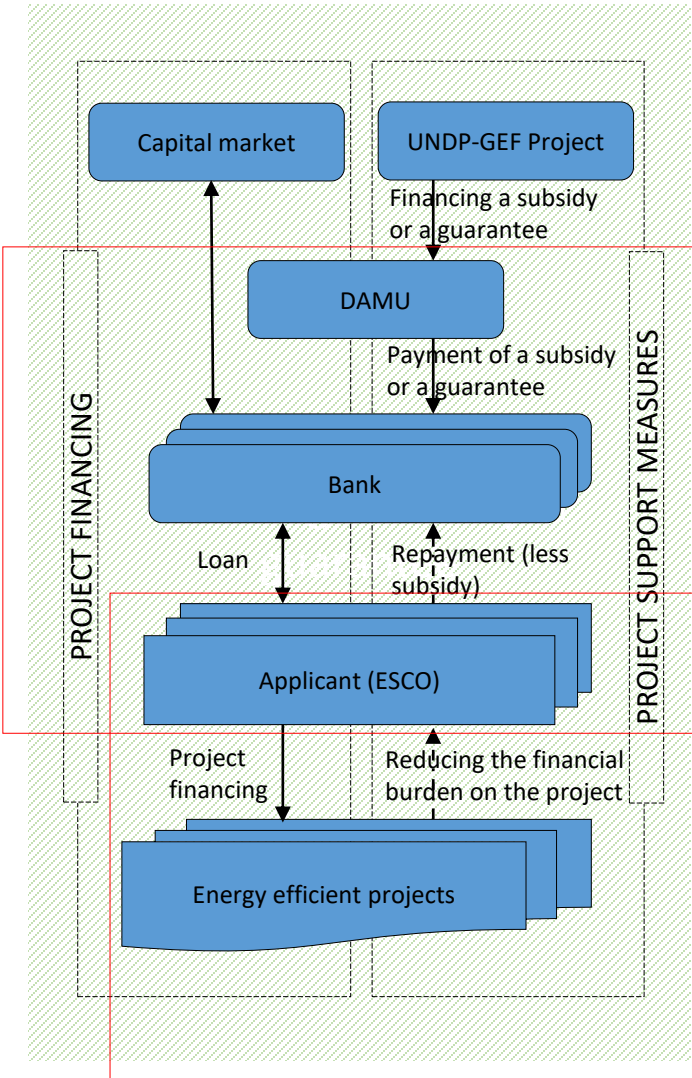 Capital market
UNDP-GEF Project
Financing a subsidy
or a guarantee
DAMU
Payment of a subsidy
or a guarantee
PROJECT FINANCING
PROJECT SUPPORT MEASURES
Bank
Loan
Repayment (less
subsidy)
Applicant (ESCO)
Project
financing
Reducing the financial
burden on the project
Energy efficient projects